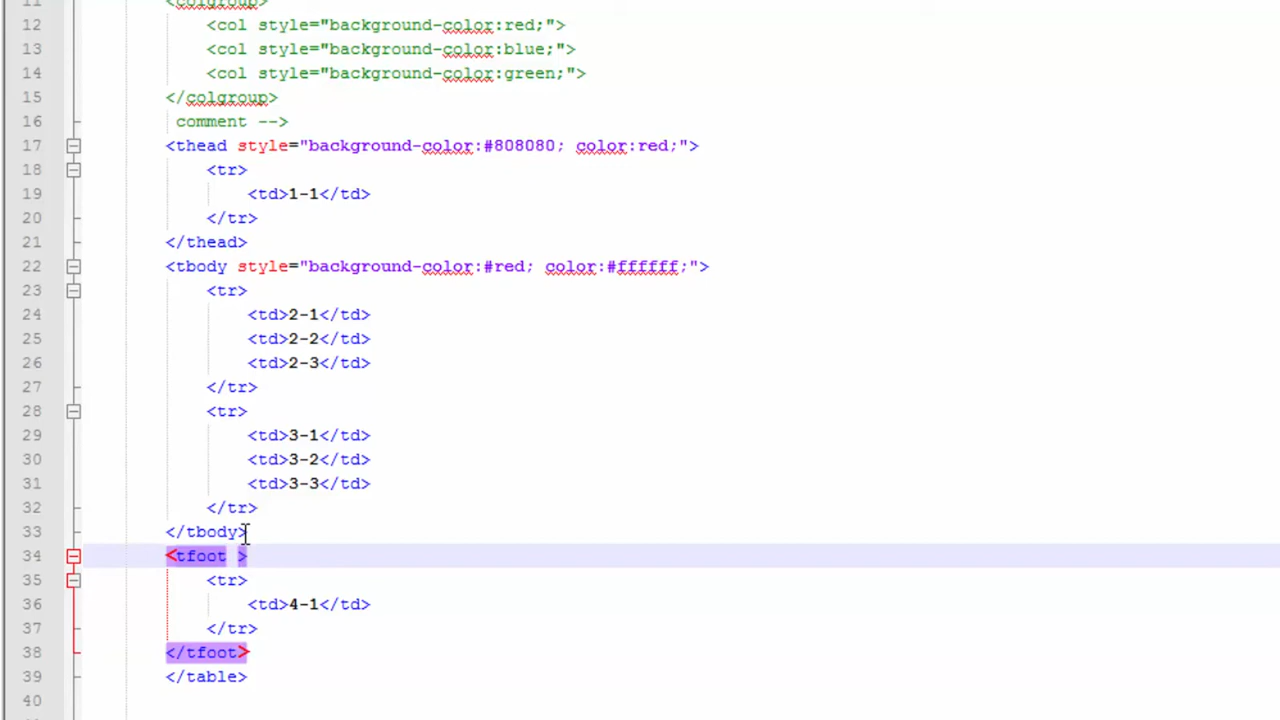 11 <colgroup>
12 <col style="background-color:red;">
13 <col style="background-color:blue;">
14 <col style="background-color:green;">
15 </colgroup>
16 comment -->
17 <thead style="background-color:#808080; color:red;">
18 <tr>
19 <td>1-1</td>
20 </tr>
21 </thead>
22 <tbody style="background-color:#red; color:#ffffff;">
23 <tr>
24 <td>2-1</td>
25 <td>2-2</td>
26 <td>2-3</td>
27 </tr>
28 <tr>
29 <td>3-1</td>
30 <td>3-2</td>
31 <td>3-3</td>
32 </tr>
33 </tbody>
34 <tfoot >
35 <tr>
36 <td>4-1</td>
37 </tr>
38 </tfoot>
39 </table>
40